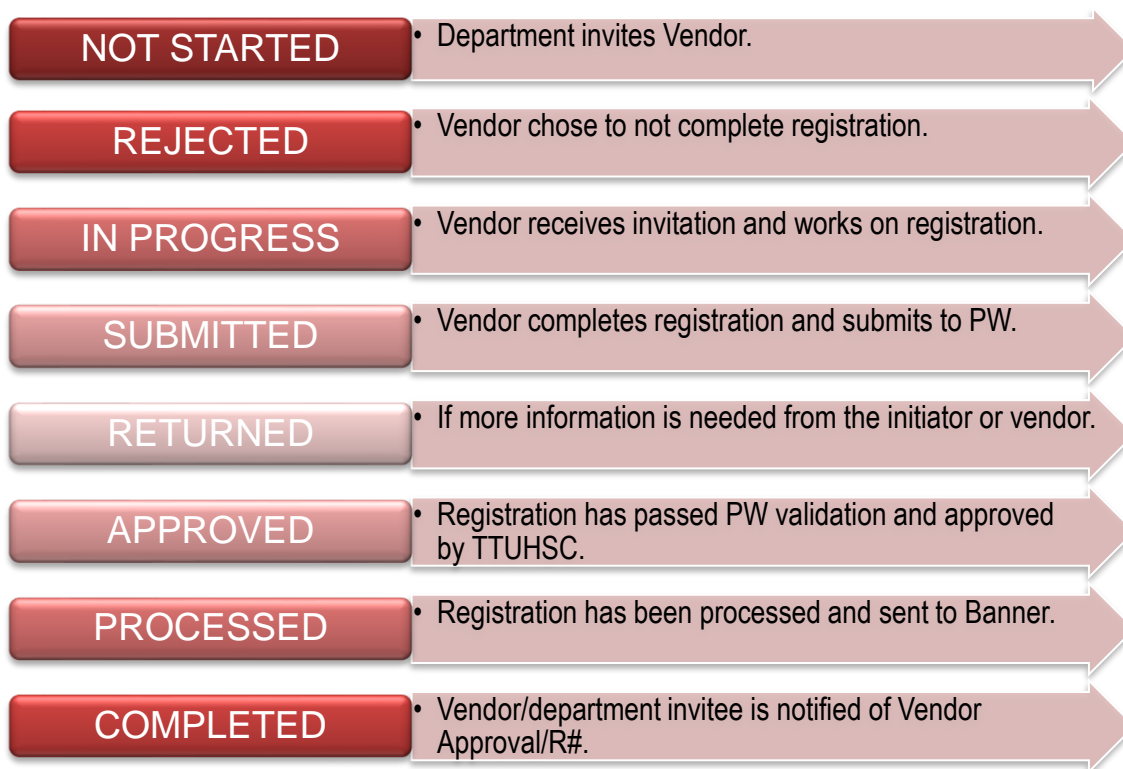 NOT STARTED
• Department invites Vendor.
REJECTED
• Vendor chose to not complete registration.
IN PROGRESS
• Vendor receives invitation and works on registration.
SUBMITTED
• Vendor completes registration and submits to PW.
RETURNED
• If more information is needed from the initiator or vendor.
APPROVED
• Registration has passed PW validation and approved
by TTUHSC.
PROCESSED
• Registration has been processed and sent to Banner.
COMPLETED
• Vendor/department invitee is notified of Vendor
Approval/R#.